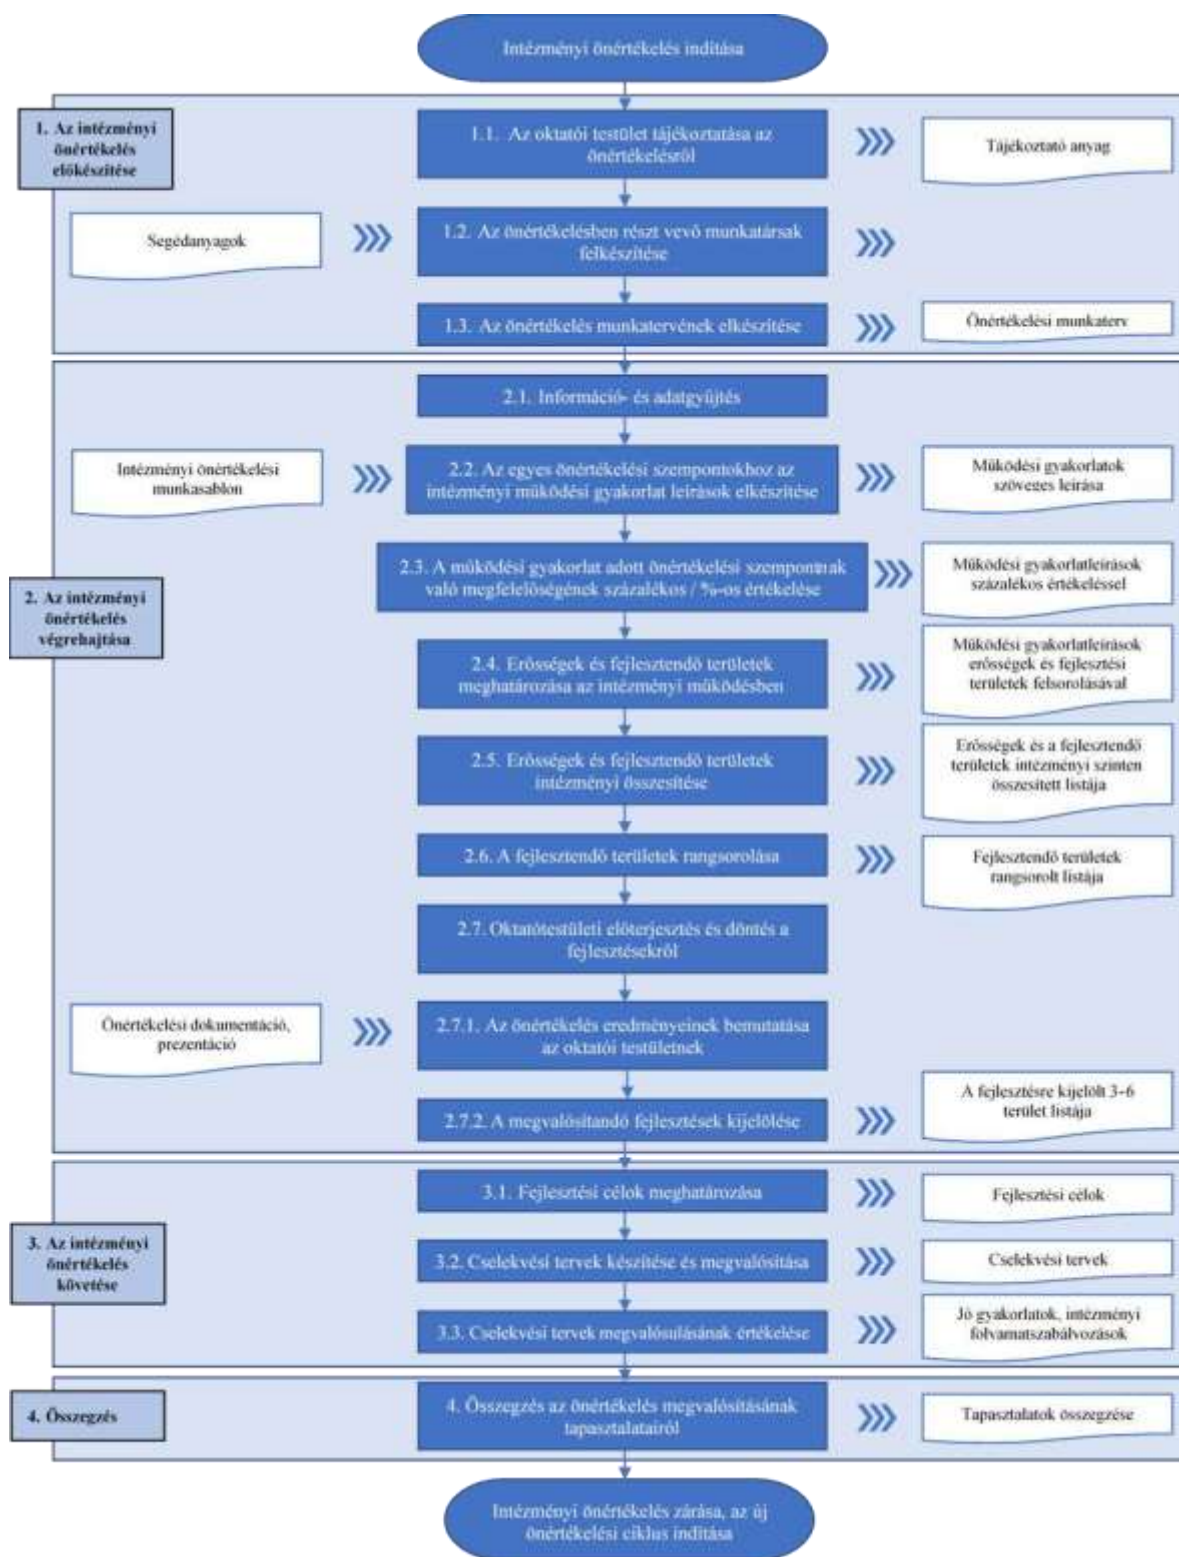 Intézményi önértékelés indítása
1. Az intézményi
önértékelés
előkészítése
1.1. Az oktatói testület tájékoztatása az
önértékelésről
Tájékoztató anyag
Segédanyagok
1.2. Az önértékelésben részt vevő munkatársak
felkészítése
1.3. Az önértékelés munkatervének elkészítése
Önértékelési munkaterv
2. Az intézményi
önértékelés
végrehajtása
2.1. Információ- és adatgyűjtés
Intézményi önértékelési
munkasablon
2.2. Az egyes önértékelési szempontokhoz az
intézményi működési gyakorlat leírások elkészítése
Működési gyakorlatok
szöveges leírása
2.3. A működési gyakorlat adott önértékelési szempontnak
való megfelelőségének százalékos / %-os értékelése
Működési gyakorlatleírások
százalékos értékeléssel
2.4. Erősségek és fejlesztendő területek
meghatározása az intézményi működésben
Működési gyakorlatleírások
erősségek és fejlesztési
területek felsorolásával
2.5. Erősségek és fejlesztendő területek
intézményi összesítése
Erősségek és a fejlesztendő
területek intézményi szinten
összesített listája
2.6. A fejlesztendő területek rangsorolása
Fejlesztendő területek
rangsorolt listája
2.7. Oktatótestületi előterjesztés és döntés a
fejlesztésekről
Önértékelési dokumentáció,
prezentáció
2.7.1. Az önértékelés eredményeinek bemutatása
az oktatói testületnek
2.7.2. A megvalósítandó fejlesztések kijelölése
A fejlesztésre kijelölt 3-6
terület listája
3. Az intézményi
önértékelés
követése
3.1. Fejlesztési célok meghatározása
Fejlesztési célok
3.2. Cselekvési tervek készítése és megvalósítása
Cselekvési tervek
3.3. Cselekvési tervek megvalósulásának értékelése
Jó gyakorlatok, intézményi
folyamatszabályozások
4. Összegzés
4. Összegzés az önértékelés megvalósításának
tapasztalatairól
Tapasztalatok összegzése
Intézményi önértékelés zárása, az új
önértékelési ciklus indítása